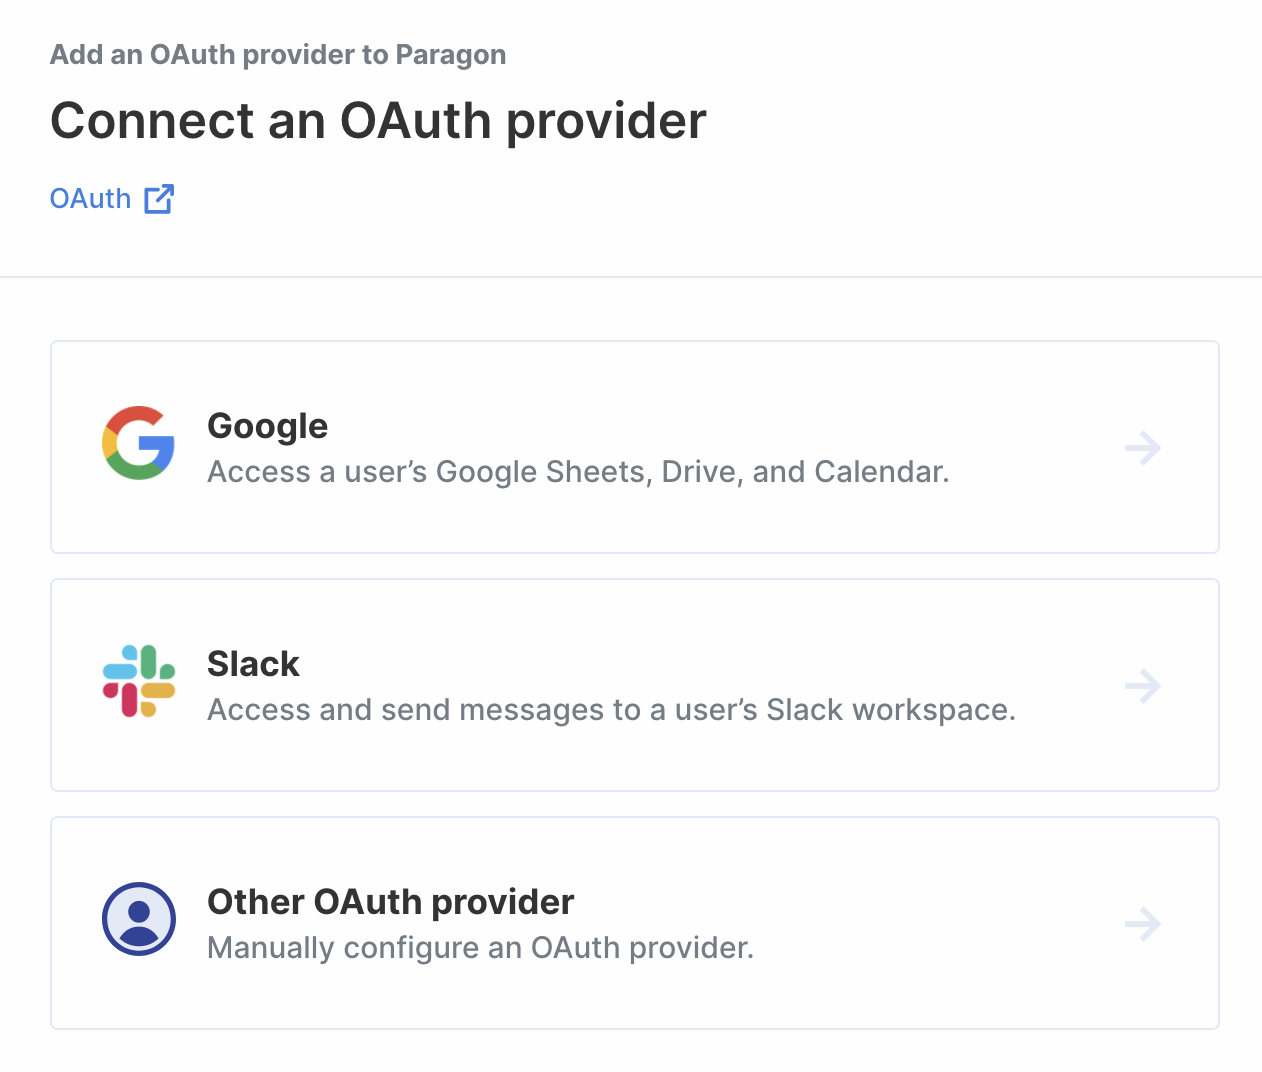 Add an OAuth provider to Paragon
Connect an OAuth provider
OAuth
Google
Access a user’s Google Sheets, Drive, and Calendar.
Slack
Access and send messages to a user’s Slack workspace.
Other OAuth provider
Manually configure an OAuth provider.